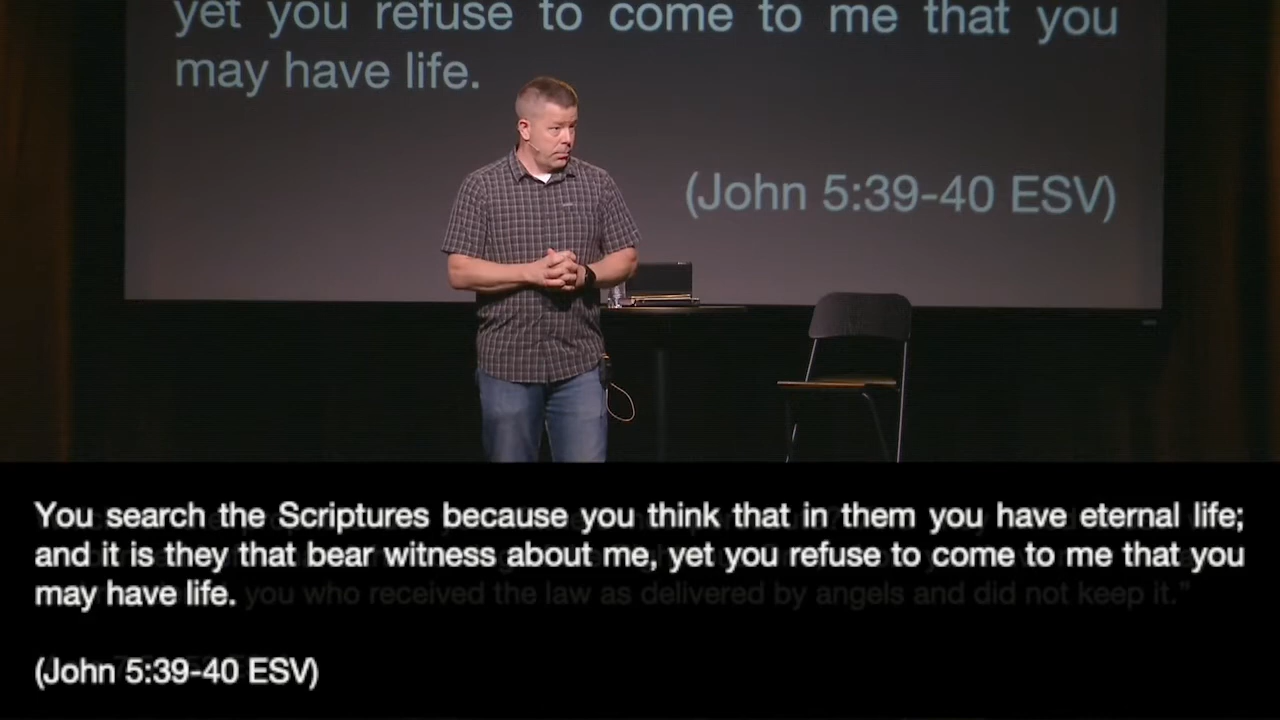 yet you refuse to come to me that you
may have life.
(John 5:39-40 ESV)
You search the Scriptures because you think that in them you have eternal life;
and it is they that bear witness about me, yet you refuse to come to me that you
may have life.
you who received the law as delivered by angels and did not keep it.”
(John 5:39-40 ESV)